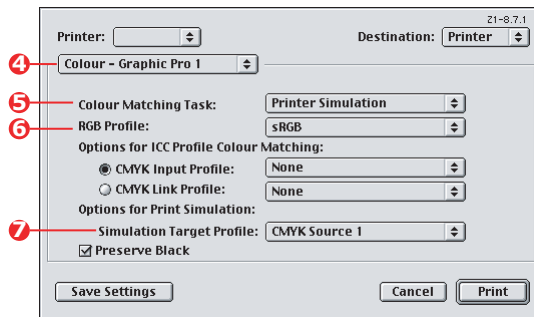 Z1-8.7.1
Printer: Destination: Printer
4 Colour - Graphic Pro 1
5 Colour Matching Task: Printer Simulation
6 RGB Profile: sRGB
Options for ICC Profile Colour Matching:
CMYK Input Profile: None
CMYK Link Profile: None
Options for Print Simulation:
7 Simulation Target Profile: CMYK Source 1
Preserve Black
Save Settings Cancel Print